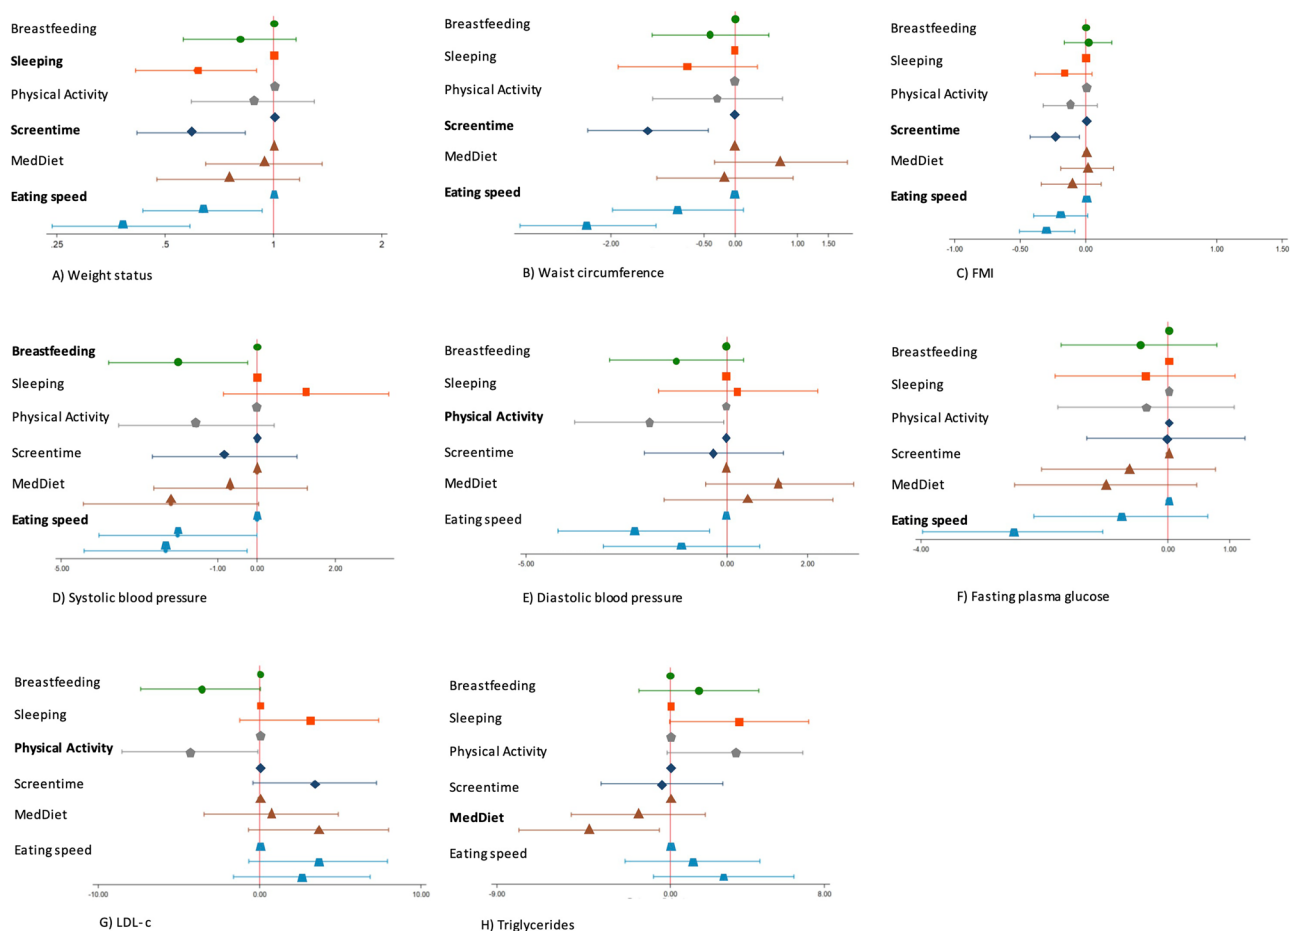 Breastfeeding
Sleeping
Physical Activity
Screentime
MedDiet
Eating speed
.25 .5 1 2
A) Weight status
Breastfeeding
Sleeping
Physical Activity
Screentime
MedDiet
Eating speed
-2.00 -0.50 0.00 1.00 1.50
B) Waist circumference
Breastfeeding
Sleeping
Physical Activity
Screentime
MedDiet
Eating speed
-1.00 -0.50 0.00 1.00 1.50
C) FMI
Breastfeeding
Sleeping
Physical Activity
Screentime
MedDiet
Eating speed
5.00 -1.00 0.00 2.00
D) Systolic blood pressure
Breastfeeding
Sleeping
Physical Activity
Screentime
MedDiet
Eating speed
-5.00 0.00 2.00
E) Diastolic blood pressure
Breastfeeding
Sleeping
Physical Activity
Screentime
MedDiet
Eating speed
-4.00 0.00 1.00
F) Fasting plasma glucose
Breastfeeding
Sleeping
Physical Activity
Screentime
MedDiet
Eating speed
-10.00 0.00 10.00
G) LDL-c
Breastfeeding
Sleeping
Physical Activity
Screentime
MedDiet
Eating speed
-9.00 0.00 8.00
H) Triglycerides